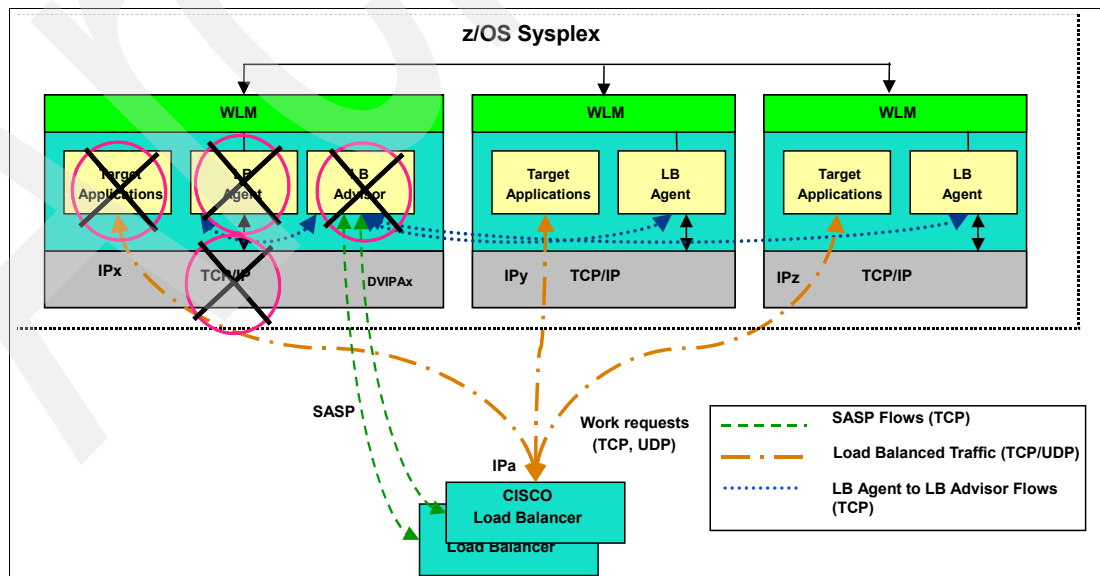 z/OS Sysplex
WLM
WLM
WLM
Target
Applications
LB
Agent
LB
Advisor
Target
Applications
LB
Agent
Target
Applications
LB
Agent
IPx
TCP/IP
DVIPAx
IPy
TCP/IP
IPz
TCP/IP
SASP
Work requests
(TCP, UDP)
IPa
CISCO
Load Balancer
Load Balancer
SASP Flows (TCP)
Load Balanced Traffic (TCP/UDP)
LB Agent to LB Advisor Flows
(TCP)